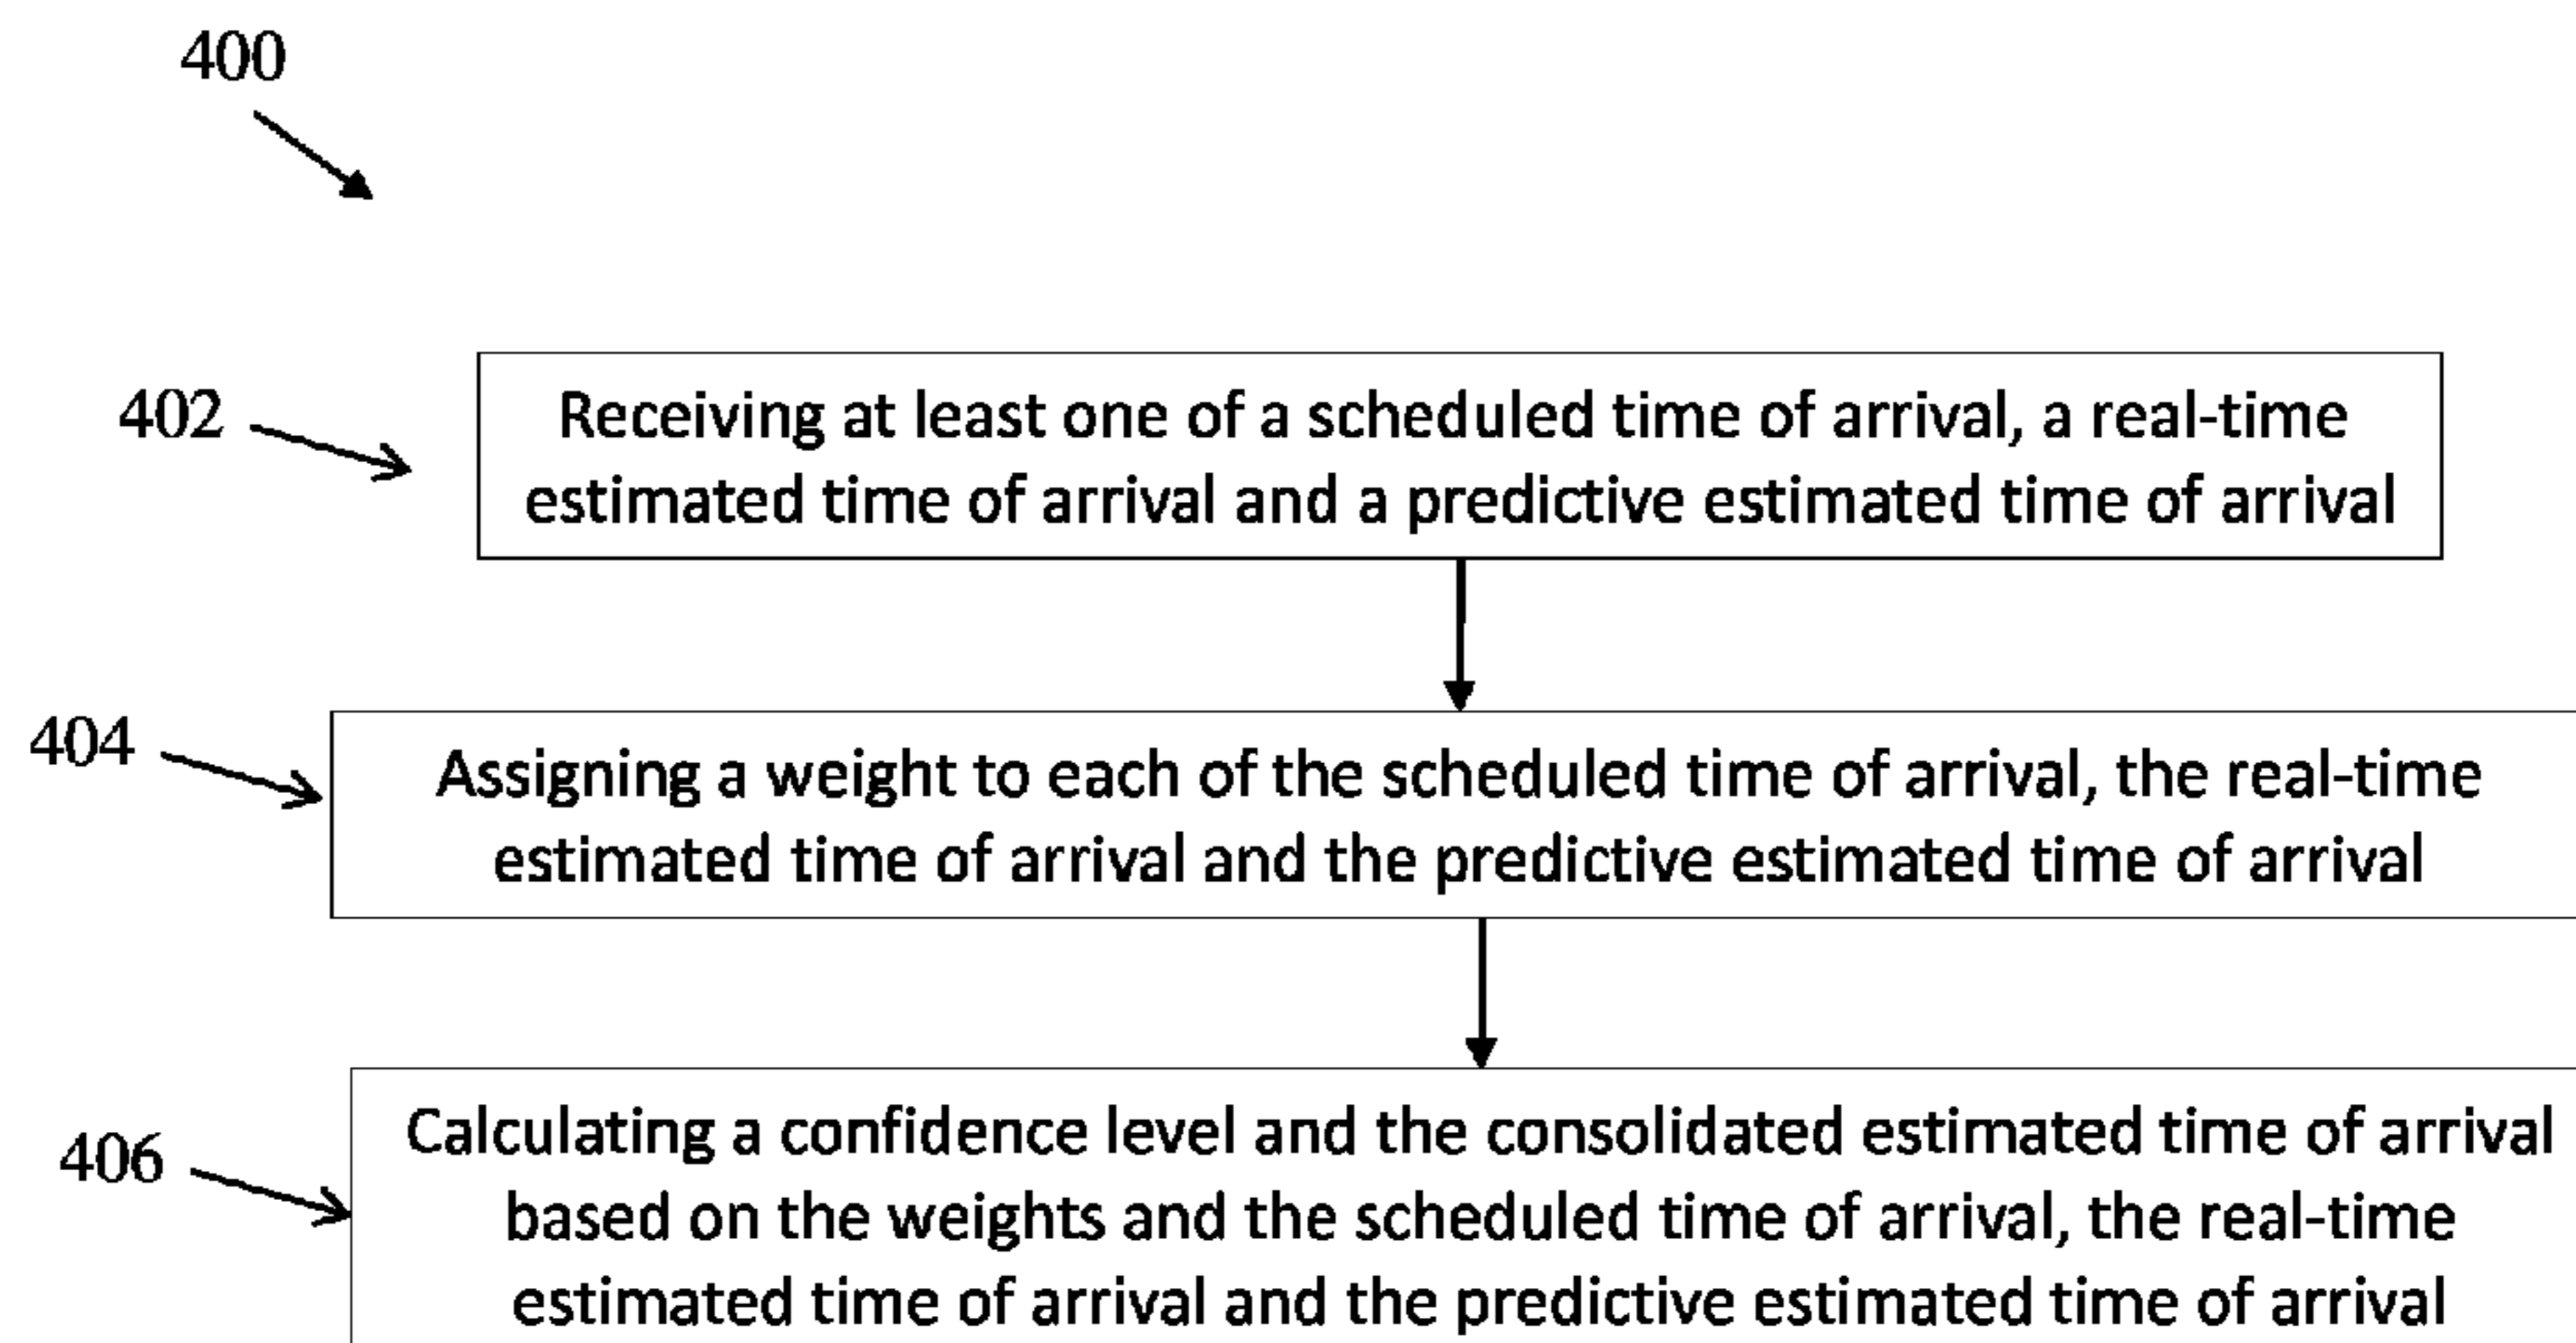 400
402
Receiving at least one of a scheduled time of arrival, a real-time
estimated time of arrival and a predictive estimated time of arrival
404
Assigning a weight to each of the scheduled time of arrival, the real-time
estimated time of arrival and the predictive estimated time of arrival
406
Calculating a confidence level and the consolidated estimated time of arrival
based on the weights and the scheduled time of arrival, the real-time
estimated time of arrival and the predictive estimated time of arrival